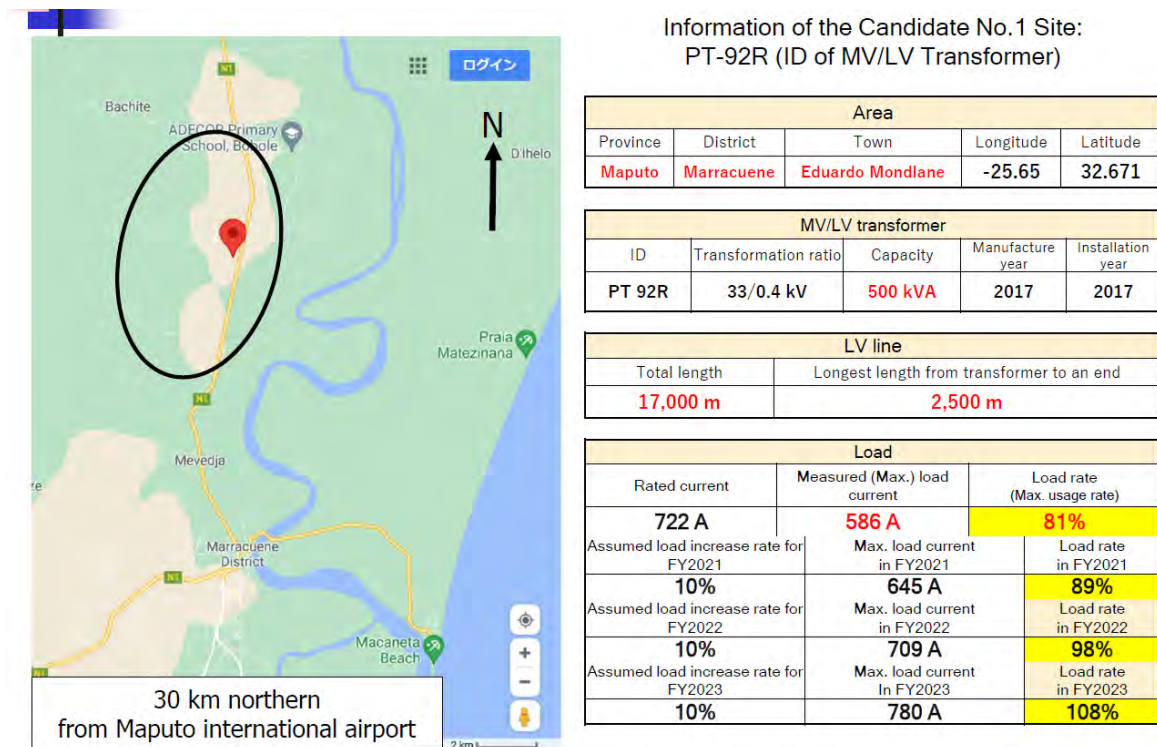 Information of the Candidate No.1 Site:
PT-92R (ID of MV/LV Transformer)
N1
ログイン
Bachite
ADECOR Primary
School, Bobole
N
D'lhelo
Praia
Matezinana
N1
Mevedja
Marracuene
District
N1
Macaneta
Beach
N1
2 km
30 km northern
from Maputo international airport
Area
Province District Town Longitude Latitude
Maputo Marracuene Eduardo Mondlane -25.65 32.671
MV/LV transformer
ID Transformation ratio Capacity Manufacture year Installation year
PT 92R 33/0.4 kV 500 kVA 2017 2017
LV line
Total length Longest length from transformer to an end
17,000 m 2,500 m
Load
Rated current Measured (Max.) load current Load rate (Max. usage rate)
722 A 586 A 81%
Assumed load increase rate for FY2021 Max. load current in FY2021 Load rate in FY2021
10% 645 A 89%
Assumed load increase rate for FY2022 Max. load current in FY2022 Load rate in FY2022
10% 709 A 98%
Assumed load increase rate for FY2023 Max. load current In FY2023 Load rate in FY2023
10% 780 A 108%